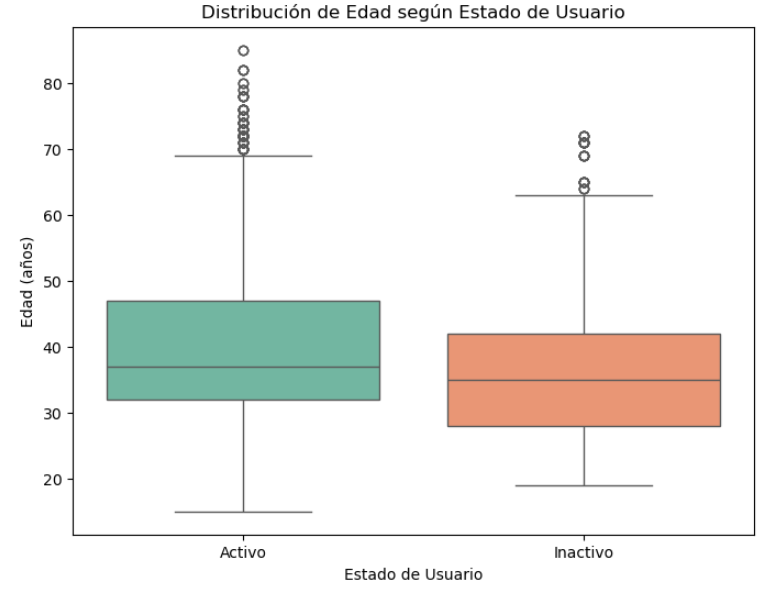 Distribución de Edad según Estado de Usuario
Edad (años)
80
70
60
50
40
30
20
Activo
Inactivo
Estado de Usuario